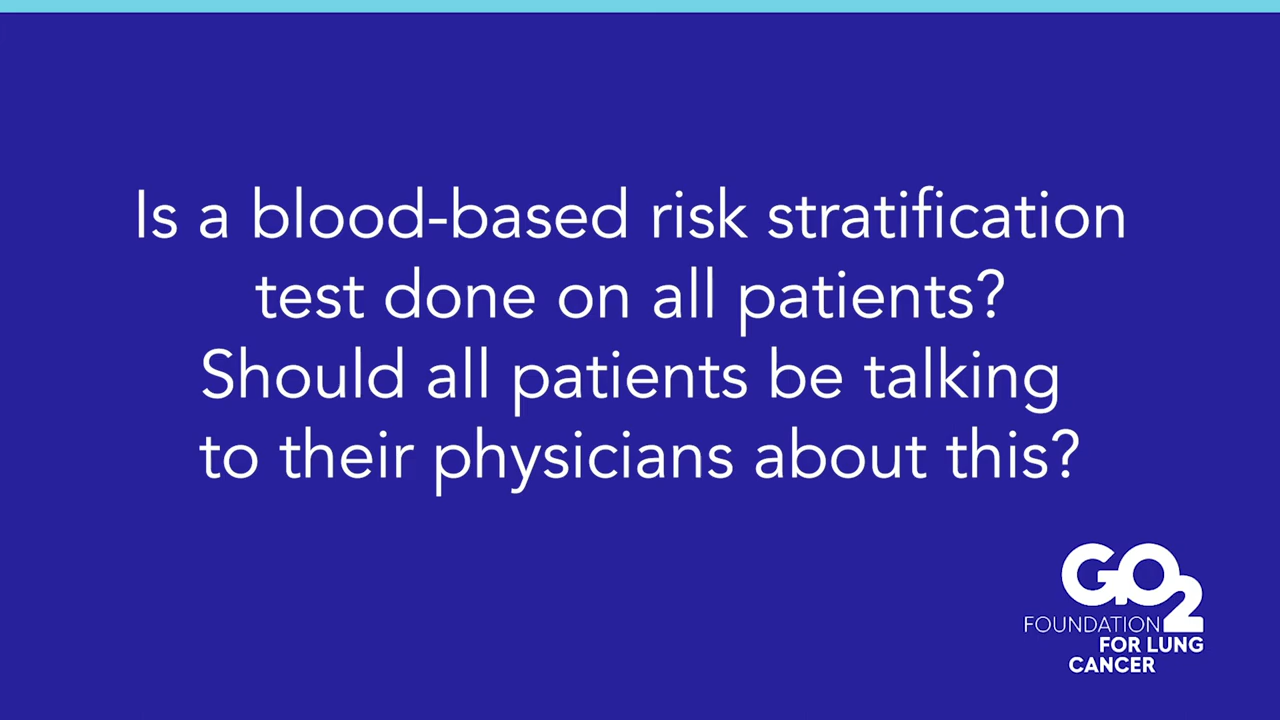 Is a blood-based risk stratification
test done on all patients?
Should all patients be talking
to their physicians about this?
GO2
FOUNDATION
FOR LUNG
CANCER